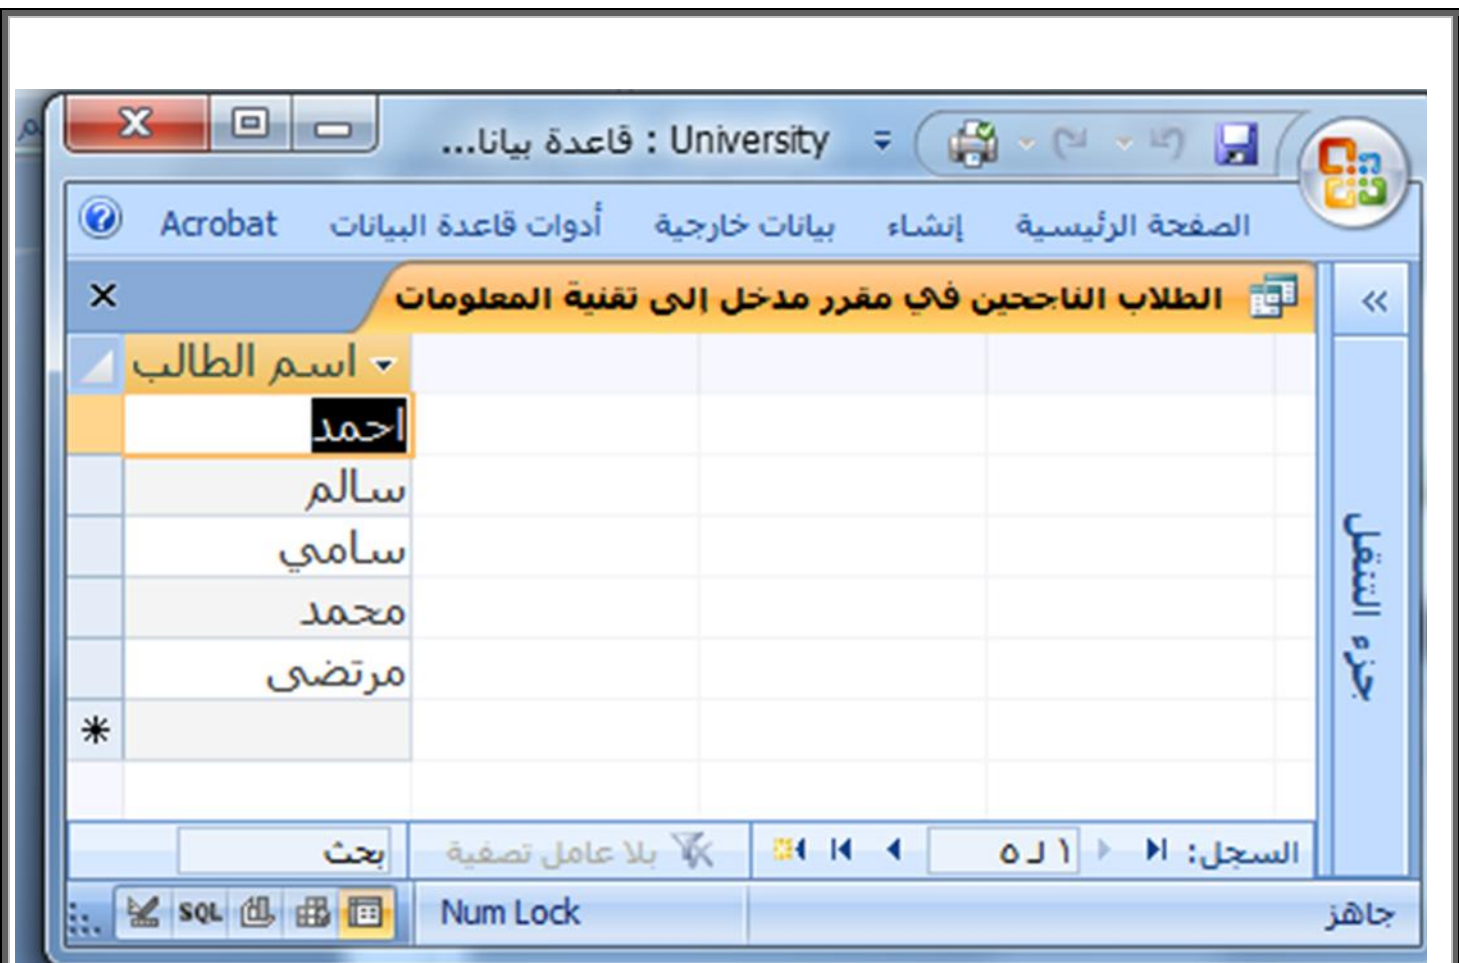 University : قاعدة بيانا...
الصفحة الرئيسية إنشاء بيانات خارجية أدوات قاعدة البيانات Acrobat
الطلاب الناجحين في مقرر مدخل إلى تقنية المعلومات
اسم الطالب
احمد
سالم
سامي
محمد
مرتضى
جزء التنقل
السجل: ١ لـ ٥ بلا عامل تصفية بحث
جاهز Num Lock SQL